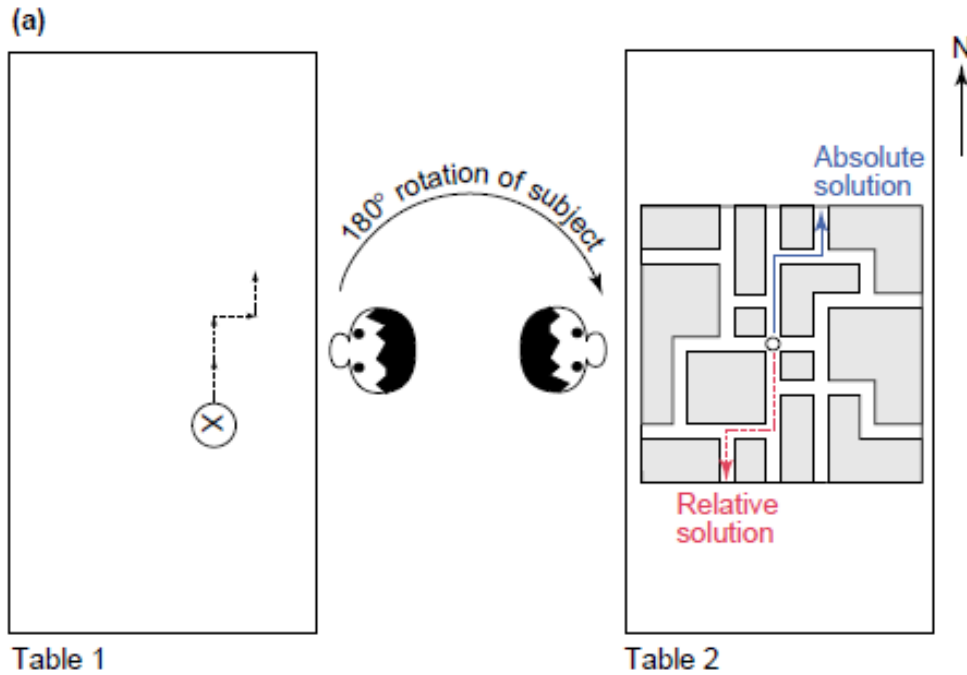 (a)
N
180° rotation of subject
Absolute
solution
X
Relative
solution
Table 1
Table 2